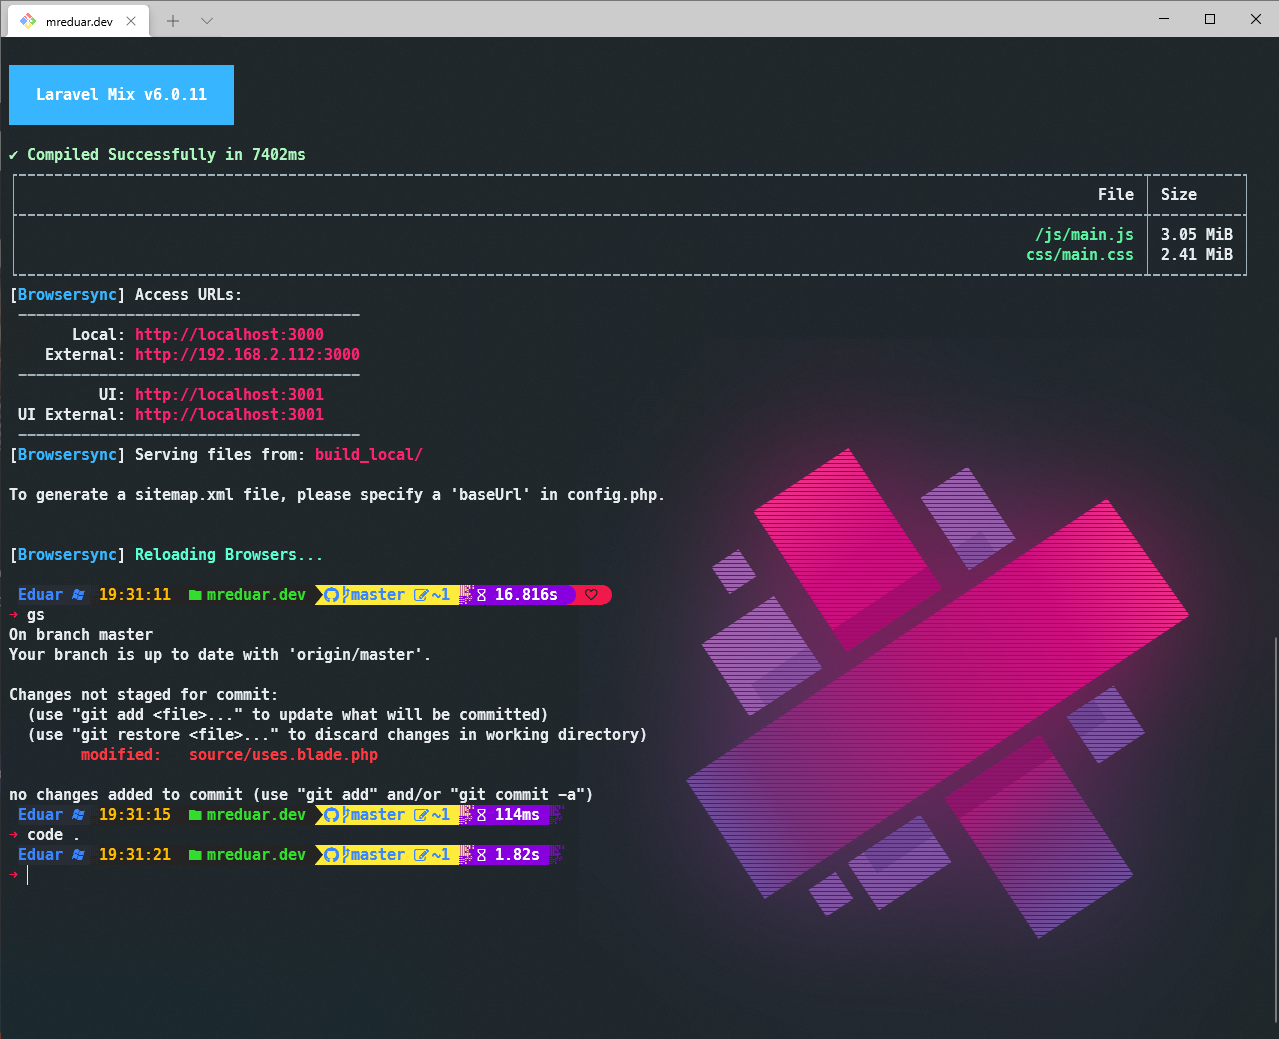 mreduar.dev
Laravel Mix v6.0.11
✔ Compiled Successfully in 7402ms
File Size
/js/main.js 3.05 MiB
css/main.css 2.41 MiB
[Browsersync] Access URLs:
Local: http://localhost:3000
External: http://192.168.2.112:3000
UI: http://localhost:3001
UI External: http://localhost:3001
[Browsersync] Serving files from: build_local/
To generate a sitemap.xml file, please specify a 'baseUrl' in config.php.
[Browsersync] Reloading Browsers...
Eduar 19:31:11 mreduar.dev master ~1 16.816s
➜ gs
On branch master
Your branch is up to date with 'origin/master'.
Changes not staged for commit:
(use "git add <file>..." to update what will be committed)
(use "git restore <file>..." to discard changes in working directory)
modified: source/uses.blade.php
no changes added to commit (use "git add" and/or "git commit -a")
Eduar 19:31:15 mreduar.dev master ~1 114ms
➜ code .
Eduar 19:31:21 mreduar.dev master ~1 1.82s
➜